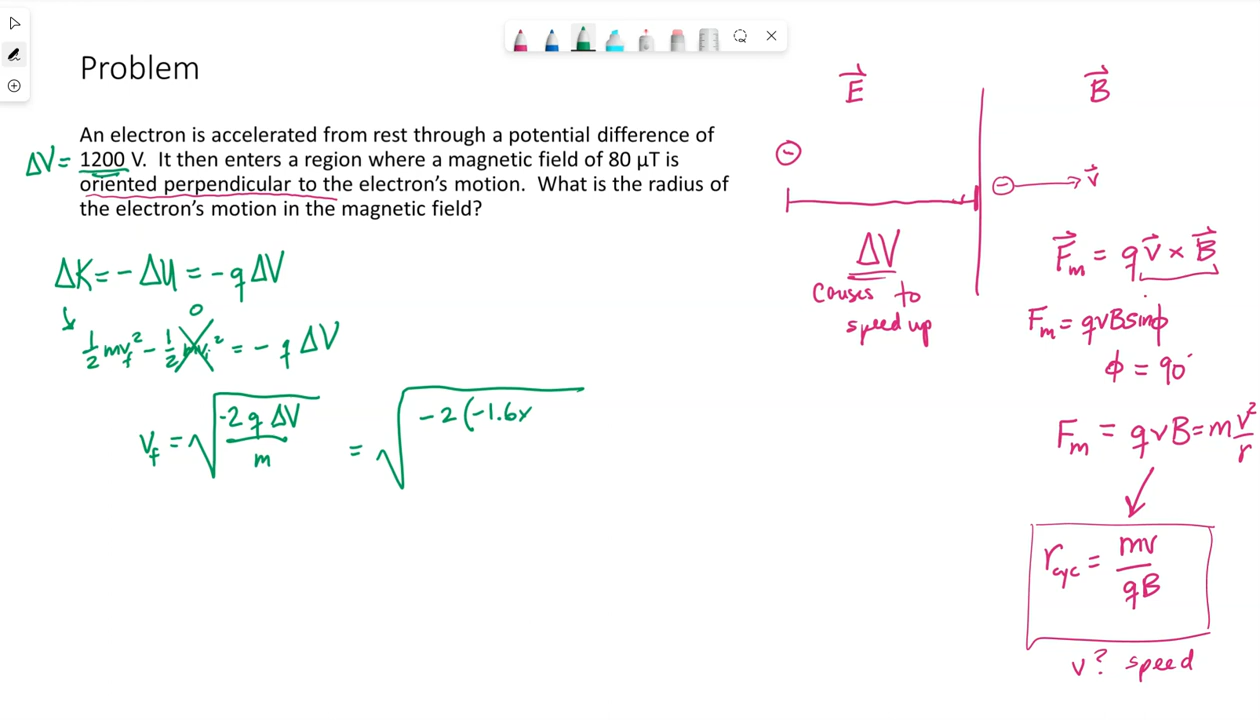 Problem
An electron is accelerated from rest through a potential difference of
ΔV = 1200 V. It then enters a region where a magnetic field of 80 μT is
oriented perpendicular to the electron's motion. What is the radius of
the electron's motion in the magnetic field?
ΔK = -ΔU = -qΔV
0
½mv_f² - ½mv_i² = -qΔV
v_f = √(-2qΔV/m) = √(-2(-1.6x
E⃗
B⃗
-
- v⃗
ΔV
causes to
speed up
F⃗_m = qv⃗ × B⃗
F_m = qvBsinϕ
ϕ = 90°
F_m = qvB = m v²/r
r_cyc = mv/qB
v? speed